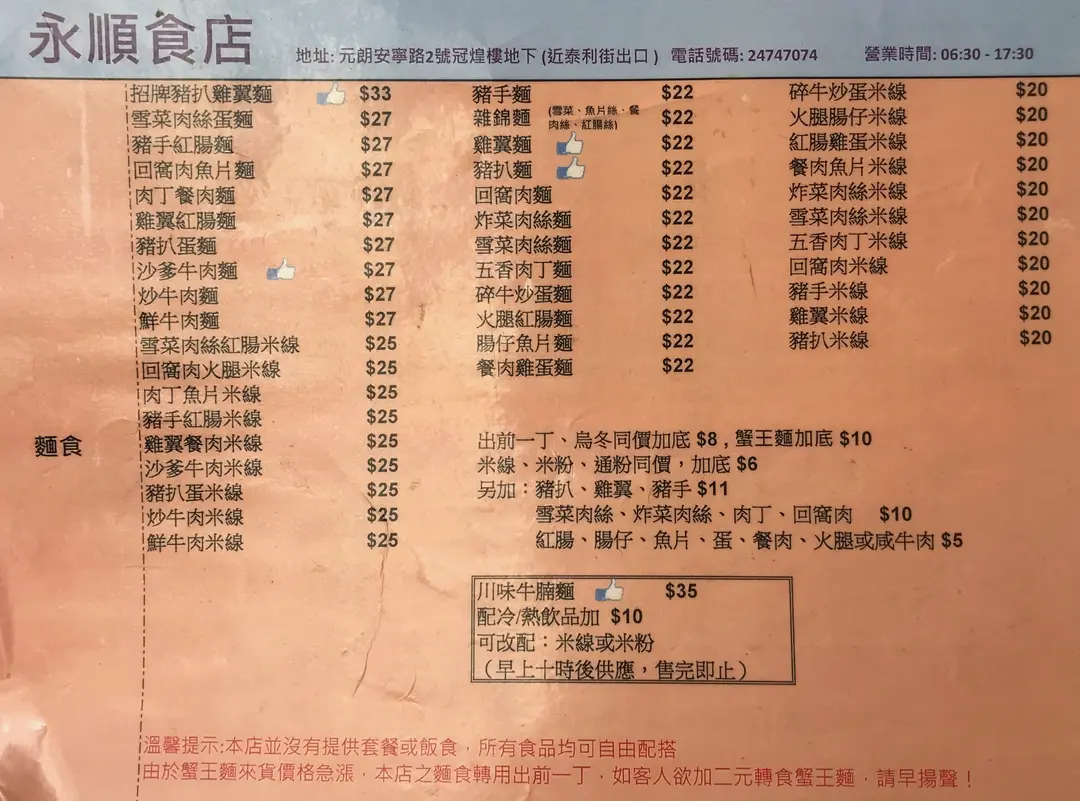 永順食店
地址: 元朗安寧路2號冠煌樓地下 (近泰利街出口) 電話號碼: 24747074 營業時間: 06:30 - 17:30
麵食
招牌豬扒雞翼麵 $33
雪菜肉絲蛋麵 $27
豬手紅腸麵 $27
回窩肉魚片麵 $27
肉丁餐肉麵 $27
雞翼紅腸麵 $27
豬扒蛋麵 $27
沙爹牛肉麵 $27
炒牛肉麵 $27
鮮牛肉麵 $27
雪菜肉絲紅腸米線 $25
回窩肉火腿米線 $25
肉丁魚片米線 $25
豬手紅腸米線 $25
雞翼餐肉米線 $25
沙爹牛肉米線 $25
豬扒蛋米線 $25
炒牛肉米線 $25
鮮牛肉米線 $25
豬手麵 $22
雜錦麵 (雪菜、魚片絲、餐肉絲、紅腸絲) $22
雞翼麵 $22
豬扒麵 $22
回窩肉麵 $22
炸菜肉絲麵 $22
雪菜肉絲麵 $22
五香肉丁麵 $22
碎牛炒蛋麵 $22
火腿紅腸麵 $22
腸仔魚片麵 $22
餐肉雞蛋麵 $22
碎牛炒蛋米線 $20
火腿腸仔米線 $20
紅腸雞蛋米線 $20
餐肉魚片米線 $20
炸菜肉絲米線 $20
雪菜肉絲米線 $20
五香肉丁米線 $20
回窩肉米線 $20
豬手米線 $20
雞翼米線 $20
豬扒米線 $20
出前一丁、烏冬同價加底 $8 , 蟹王麵加底 $10
米線、米粉、通粉同價，加底 $6
另加：豬扒、雞翼、豬手 $11
雪菜肉絲、炸菜肉絲、肉丁、回窩肉 $10
紅腸、腸仔、魚片、蛋、餐肉、火腿或咸牛肉 $5
川味牛腩麵 $35
配冷/熱飲品加 $10
可改配：米線或米粉
（早上十時後供應，售完即止）
溫馨提示:本店並沒有提供套餐或飯食，所有食品均可自由配搭
由於蟹王麵來貨價格急漲，本店之麵食轉用出前一丁，如客人欲加二元轉食蟹王麵，請早揚聲！